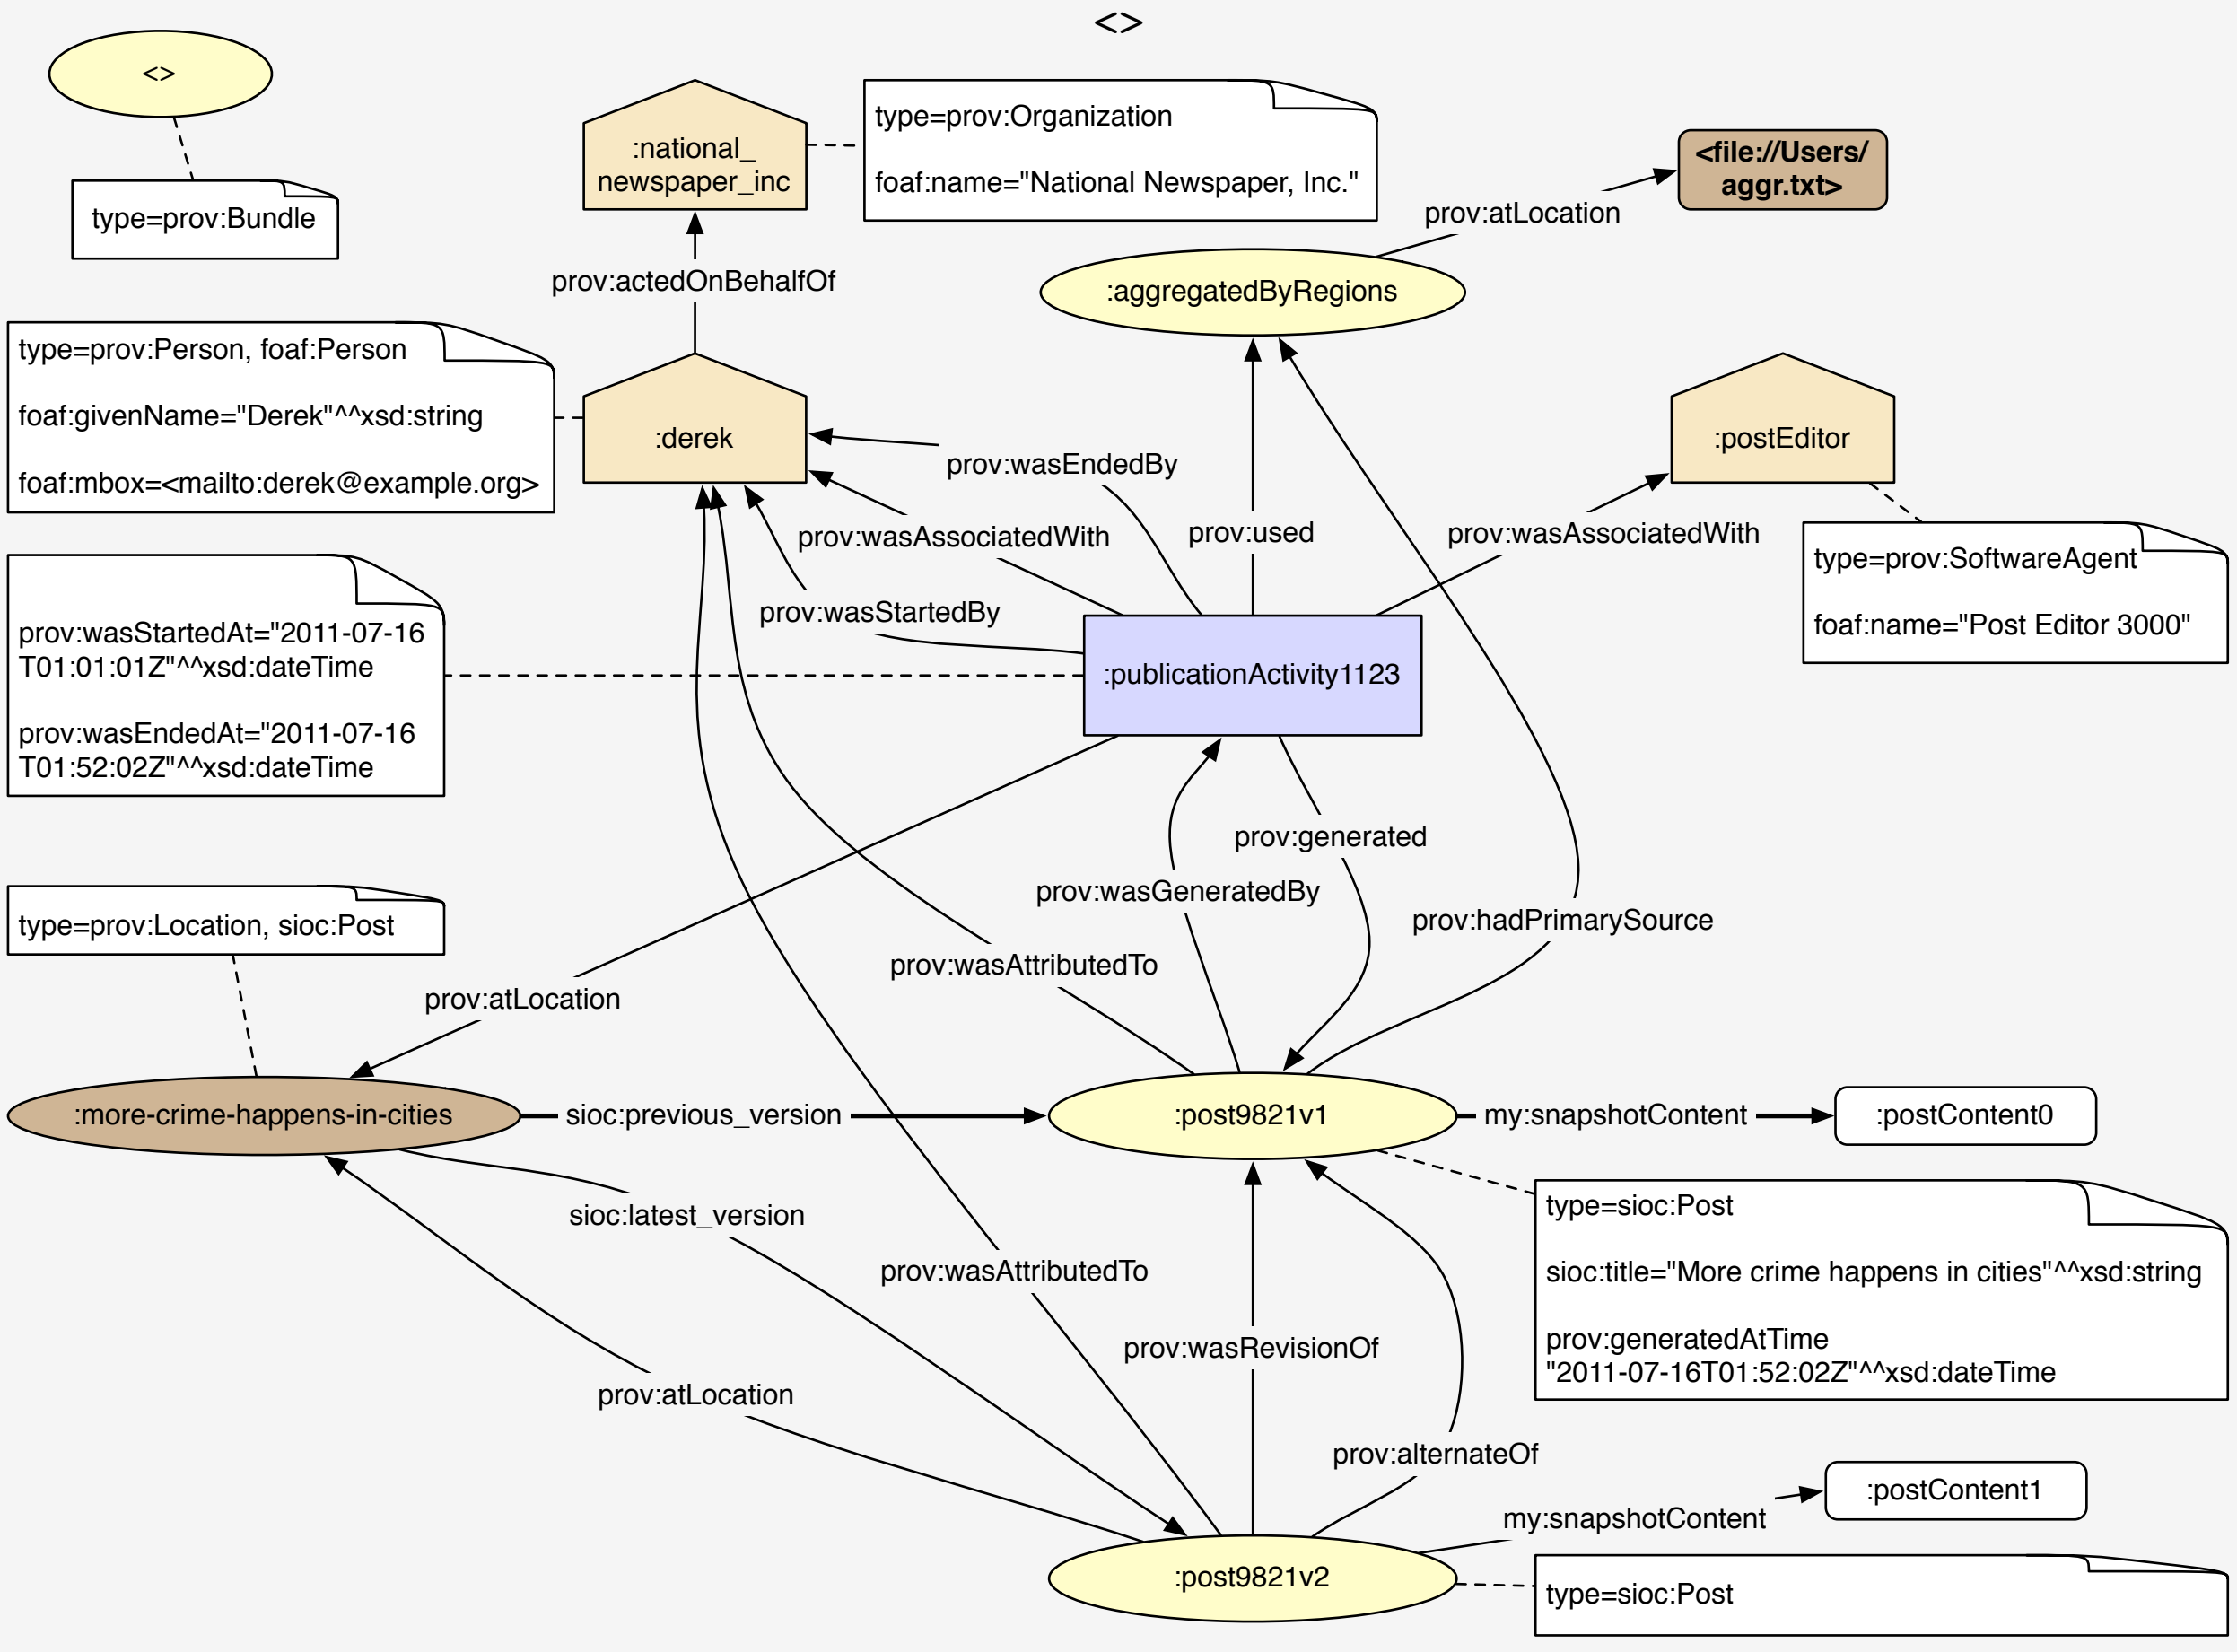 <>
<>
type=prov:Bundle
:national_
newspaper_inc
type=prov:Organization
foaf:name="National Newspaper, Inc."
<file://Users/
aggr.txt>
prov:atLocation
prov:actedOnBehalfOf
:aggregatedByRegions
type=prov:Person, foaf:Person
foaf:givenName="Derek"^^xsd:string
foaf:mbox=<mailto:derek@example.org>
:derek
:postEditor
prov:wasEndedBy
prov:wasAssociatedWith
prov:used
prov:wasAssociatedWith
type=prov:SoftwareAgent
foaf:name="Post Editor 3000"
prov:wasStartedBy
prov:wasStartedAt="2011-07-16
T01:01:01Z"^^xsd:dateTime
prov:wasEndedAt="2011-07-16
T01:52:02Z"^^xsd:dateTime
:publicationActivity1123
prov:generated
prov:wasGeneratedBy
prov:hadPrimarySource
type=prov:Location, sioc:Post
prov:wasAttributedTo
prov:atLocation
:more-crime-happens-in-cities
sioc:previous_version
:post9821v1
my:snapshotContent
:postContent0
sioc:latest_version
type=sioc:Post
sioc:title="More crime happens in cities"^^xsd:string
prov:generatedAtTime
"2011-07-16T01:52:02Z"^^xsd:dateTime
prov:wasAttributedTo
prov:wasRevisionOf
prov:atLocation
prov:alternateOf
:postContent1
my:snapshotContent
:post9821v2
type=sioc:Post